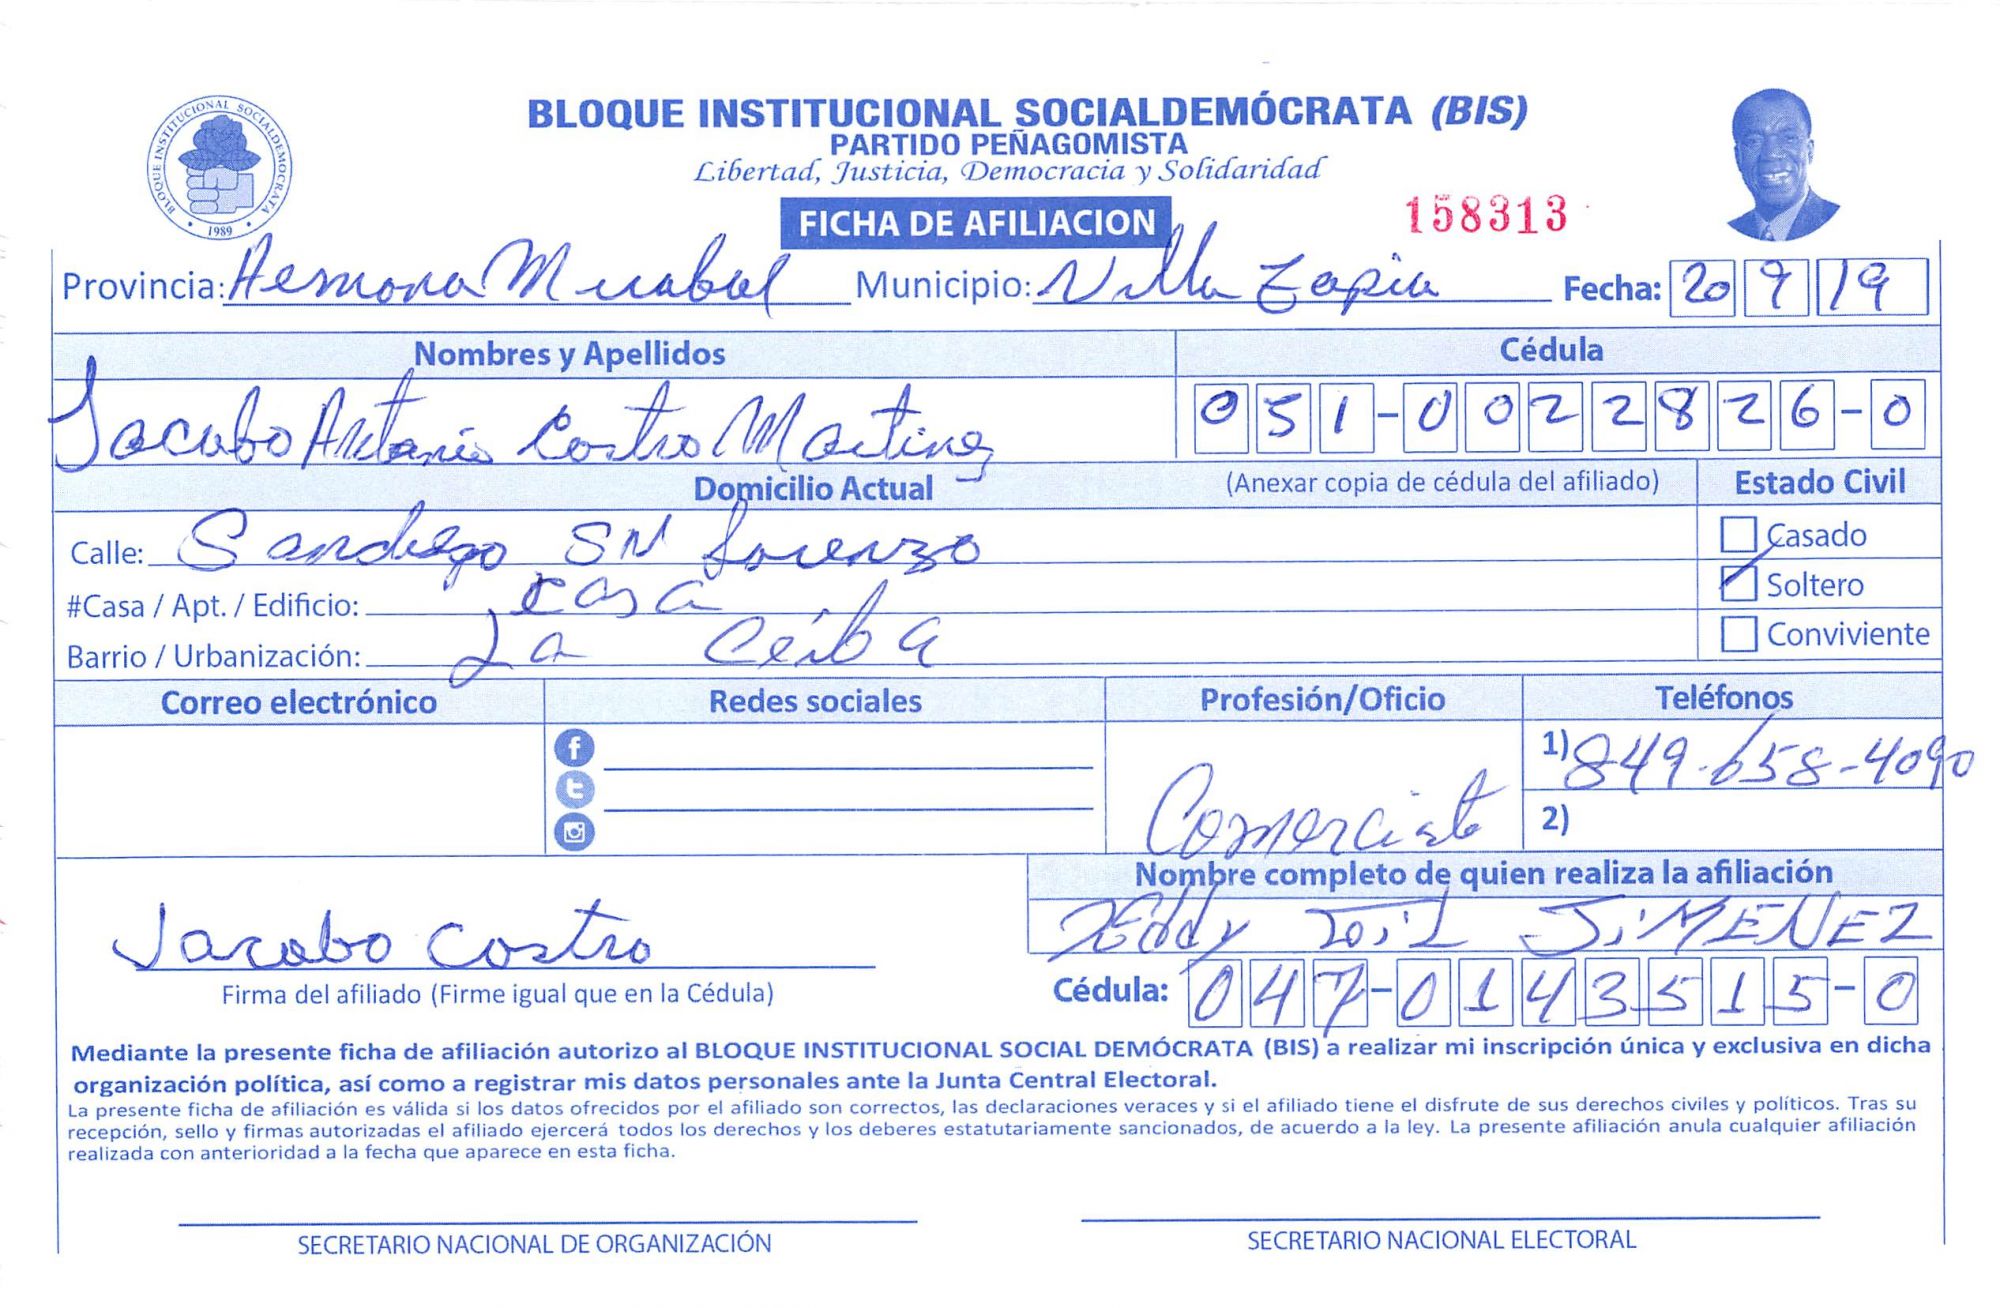 BLOQUE INSTITUCIONAL SOCIALDEMOCRATA
1989
BLOQUE INSTITUCIONAL SOCIALDEMÓCRATA (BIS)
PARTIDO PEÑAGOMISTA
Libertad, Justicia, Democracia y Solidaridad
FICHA DE AFILIACION
158313
Provincia: Hermana Mirabal Municipio: Villa Tapia Fecha: 20 9 19
Nombres y Apellidos Cédula
Jacobo Antonio Castro Martinez 051-0022826-0
Domicilio Actual (Anexar copia de cédula del afiliado) Estado Civil
Calle: Sandiego SN Lorenzo Casado
#Casa / Apt. / Edificio: casa Soltero
Barrio / Urbanización: La Ceiba Conviviente
Correo electrónico Redes sociales Profesión/Oficio Teléfonos
1) 849-658-4090
Comerciate 2)
Nombre completo de quien realiza la afiliación
Jacobo Castro Eddy JiMENEZ
Firma del afiliado (Firme igual que en la Cédula) Cédula: 047-0143515-0
Mediante la presente ficha de afiliación autorizo al BLOQUE INSTITUCIONAL SOCIAL DEMÓCRATA (BIS) a realizar mi inscripción única y exclusiva en dicha
organización política, así como a registrar mis datos personales ante la Junta Central Electoral.
La presente ficha de afiliación es válida si los datos ofrecidos por el afiliado son correctos, las declaraciones veraces y si el afiliado tiene el disfrute de sus derechos civiles y políticos. Tras su
recepción, sello y firmas autorizadas el afiliado ejercerá todos los derechos y los deberes estatutariamente sancionados, de acuerdo a la ley. La presente afiliación anula cualquier afiliación
realizada con anterioridad a la fecha que aparece en esta ficha.
SECRETARIO NACIONAL DE ORGANIZACIÓN SECRETARIO NACIONAL ELECTORAL